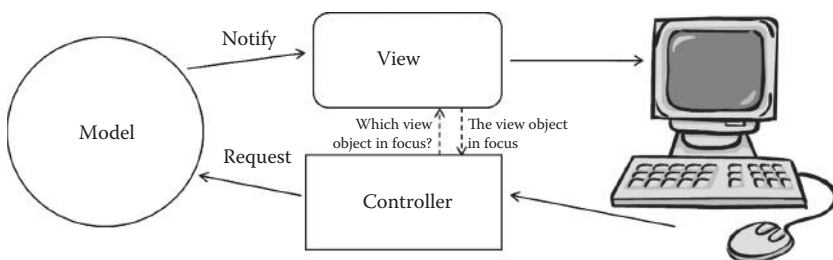 Notify
View
Which view
object in focus?
The view object
in focus
Model
Request
Controller